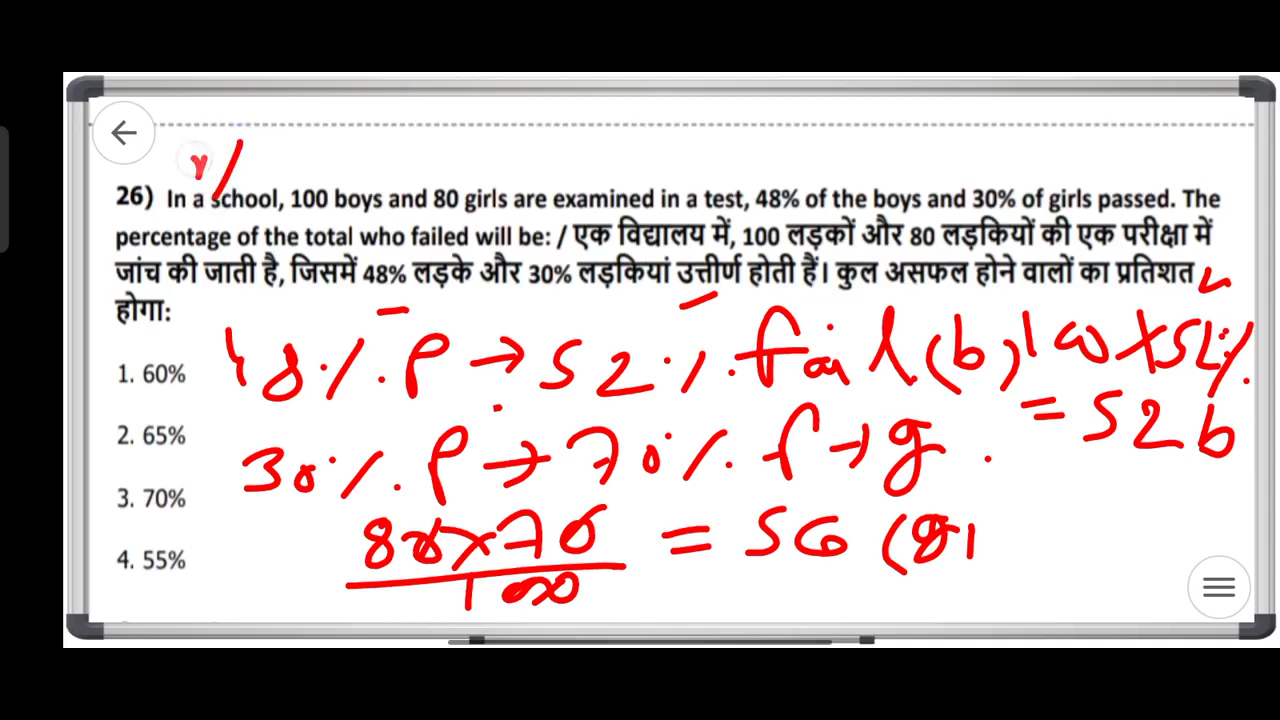 26) In a school, 100 boys and 80 girls are examined in a test, 48% of the boys and 30% of girls passed. The
percentage of the total who failed will be: / एक विद्यालय में, 100 लड़कों और 80 लड़कियों की एक परीक्षा में
जांच की जाती है, जिसमें 48% लड़के और 30% लड़कियां उत्तीर्ण होती हैं। कुल असफल होने वालों का प्रतिशत
होगा:
48%. P → 52%. fail (b) 100 × 52%.
= 52 b
1. 60%
30%. P → 70%. f → g.
2. 65%
3. 70%
80×70 = 56 (g
100
4. 55%